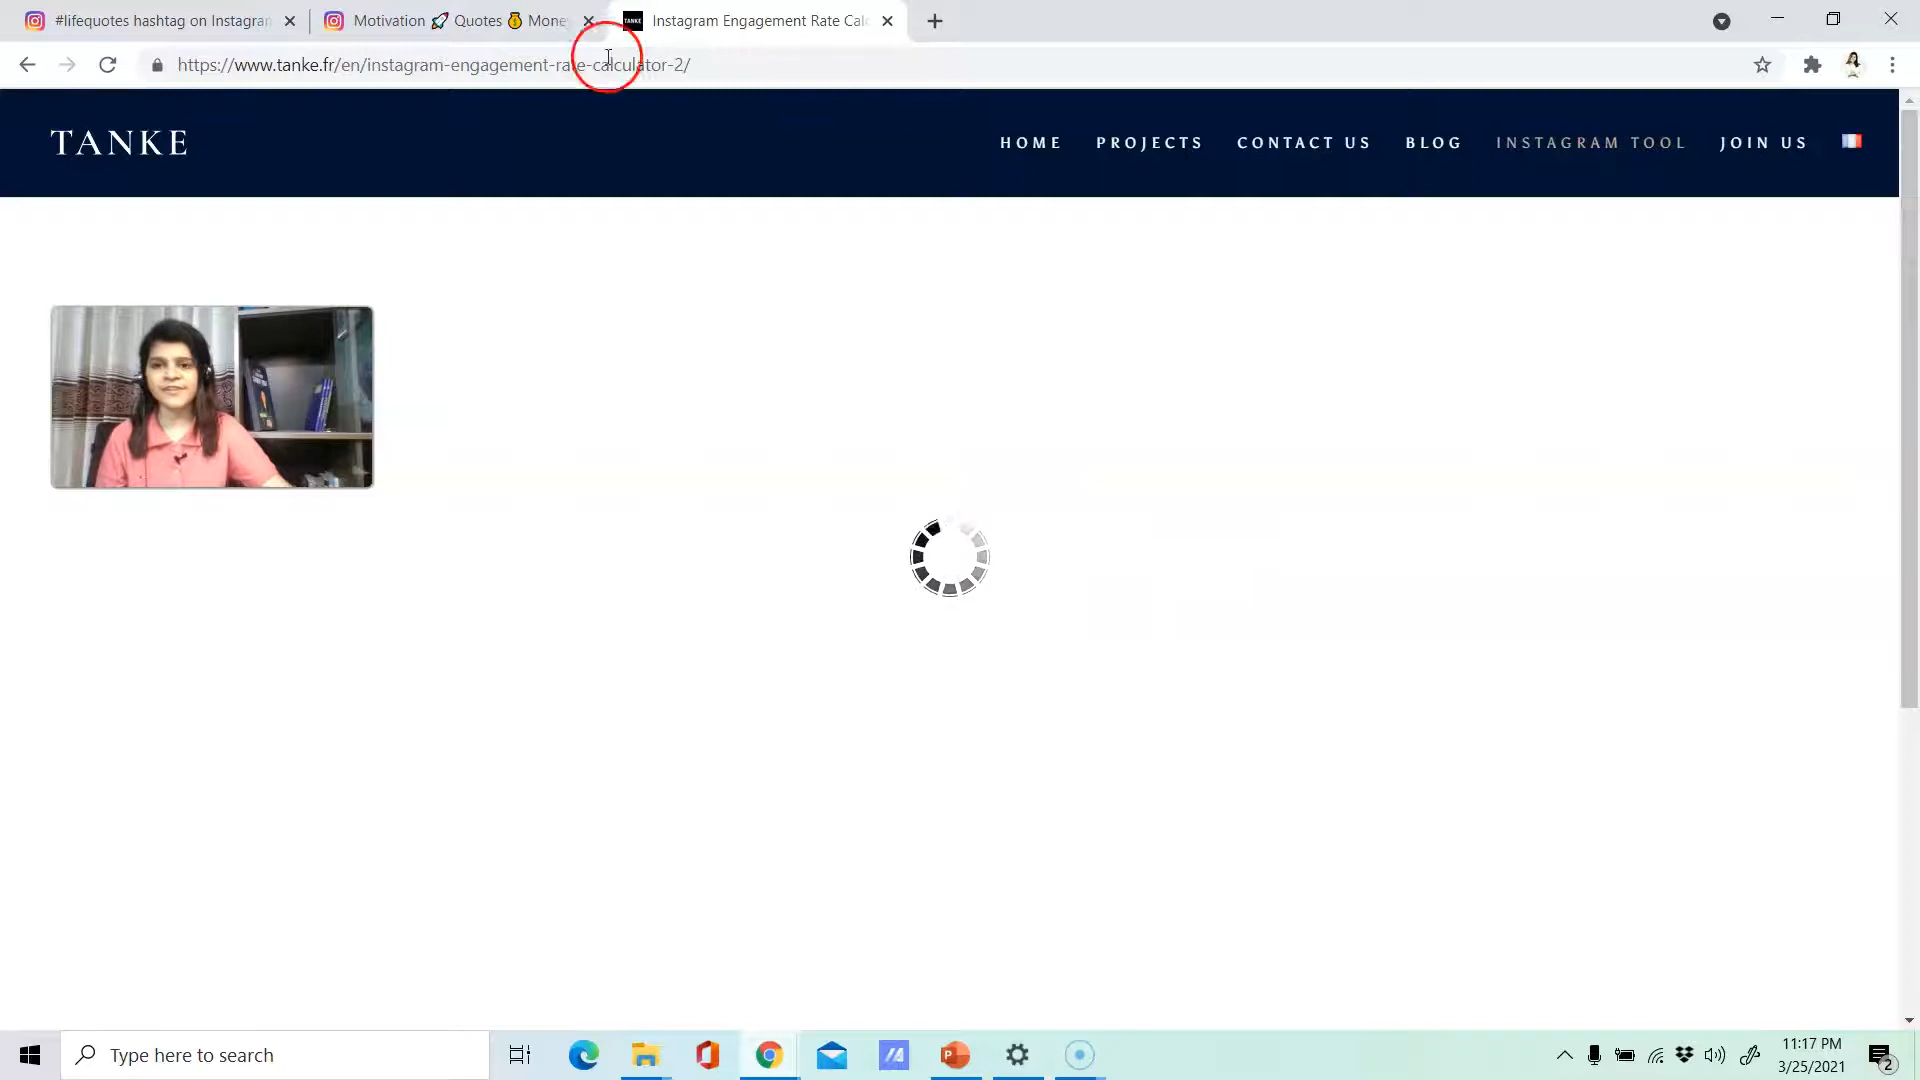 #lifequotes hashtag on Instagram
Motivation 🚀 Quotes 💰 Money
TANKE
Instagram Engagement Rate Calc
https://www.tanke.fr/en/instagram-engagement-rate-calculator-2/
TANKE
HOME
PROJECTS
CONTACT US
BLOG
INSTAGRAM TOOL
JOIN US
Type here to search
11:17 PM
3/25/2021
2